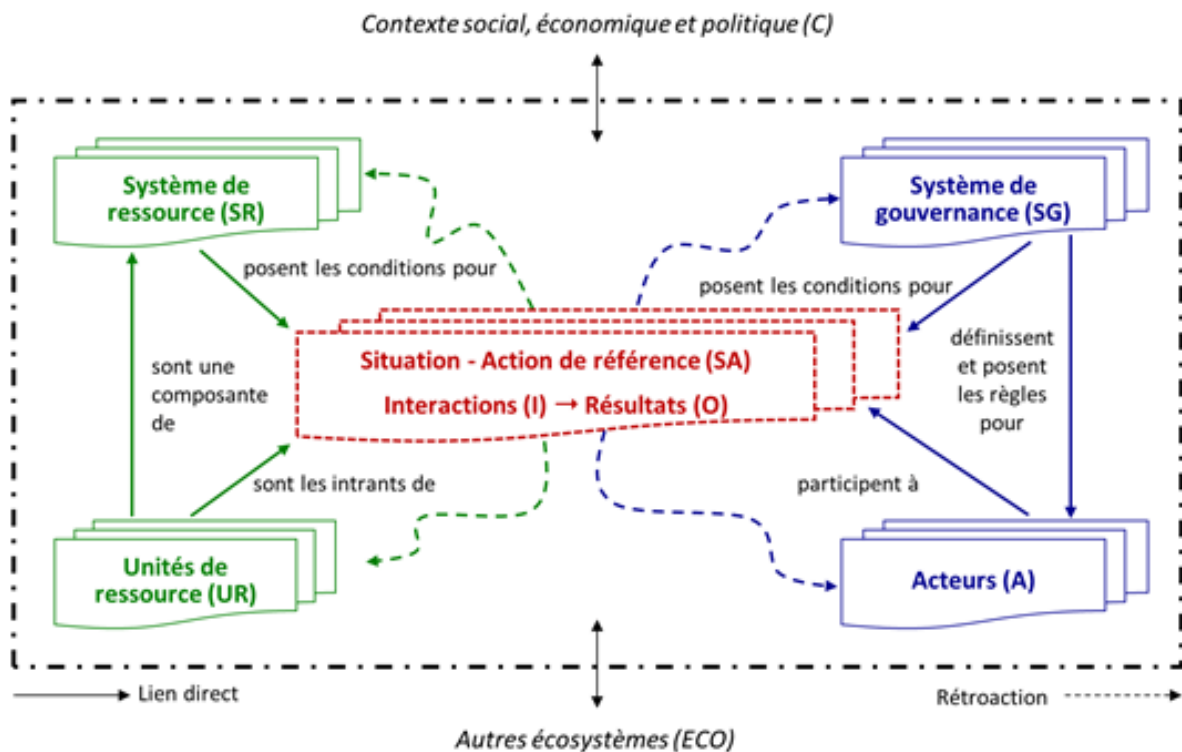 Contexte social, économique et politique (C)
Système de
ressource (SR)
Système de
gouvernance (SG)
posent les conditions pour
posent les conditions pour
sont une
composante
de
Situation - Action de référence (SA)
Interactions (I) → Résultats (O)
définissent
et posent
les règles
pour
sont les intrants de
participent à
Unités de
ressource (UR)
Acteurs (A)
Lien direct
Rétroaction
Autres écosystèmes (ECO)